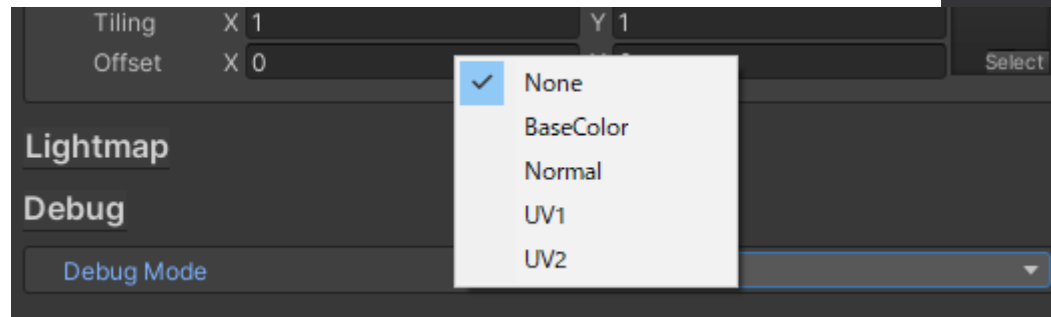 Tiling X 1 Y 1
Offset X 0
Select
None
BaseColor
Lightmap
Normal
Debug
UV1
UV2
Debug Mode